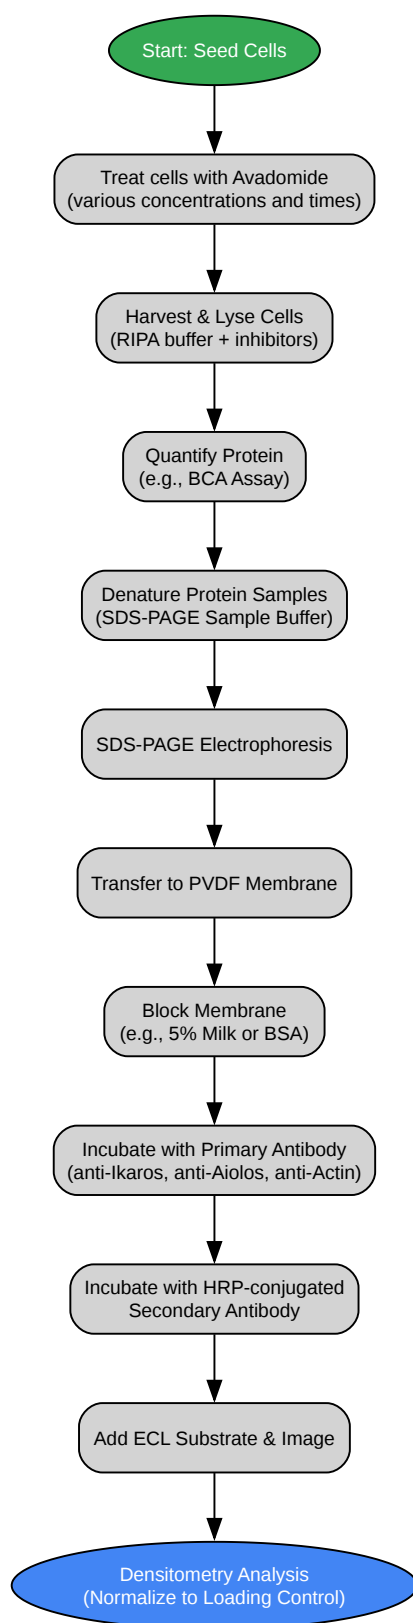 Start: Seed Cells
Treat cells with Avadomide
(various concentrations and times)
Harvest & Lyse Cells
(RIPA buffer + inhibitors)
Quantify Protein
(e.g., BCA Assay)
Denature Protein Samples
(SDS-PAGE Sample Buffer)
SDS-PAGE Electrophoresis
Transfer to PVDF Membrane
Block Membrane
(e.g., 5% Milk or BSA)
Incubate with Primary Antibody
(anti-Ikaros, anti-Aiolos, anti-Actin)
Incubate with HRP-conjugated
Secondary Antibody
Add ECL Substrate & Image
Densitometry Analysis
(Normalize to Loading Control)